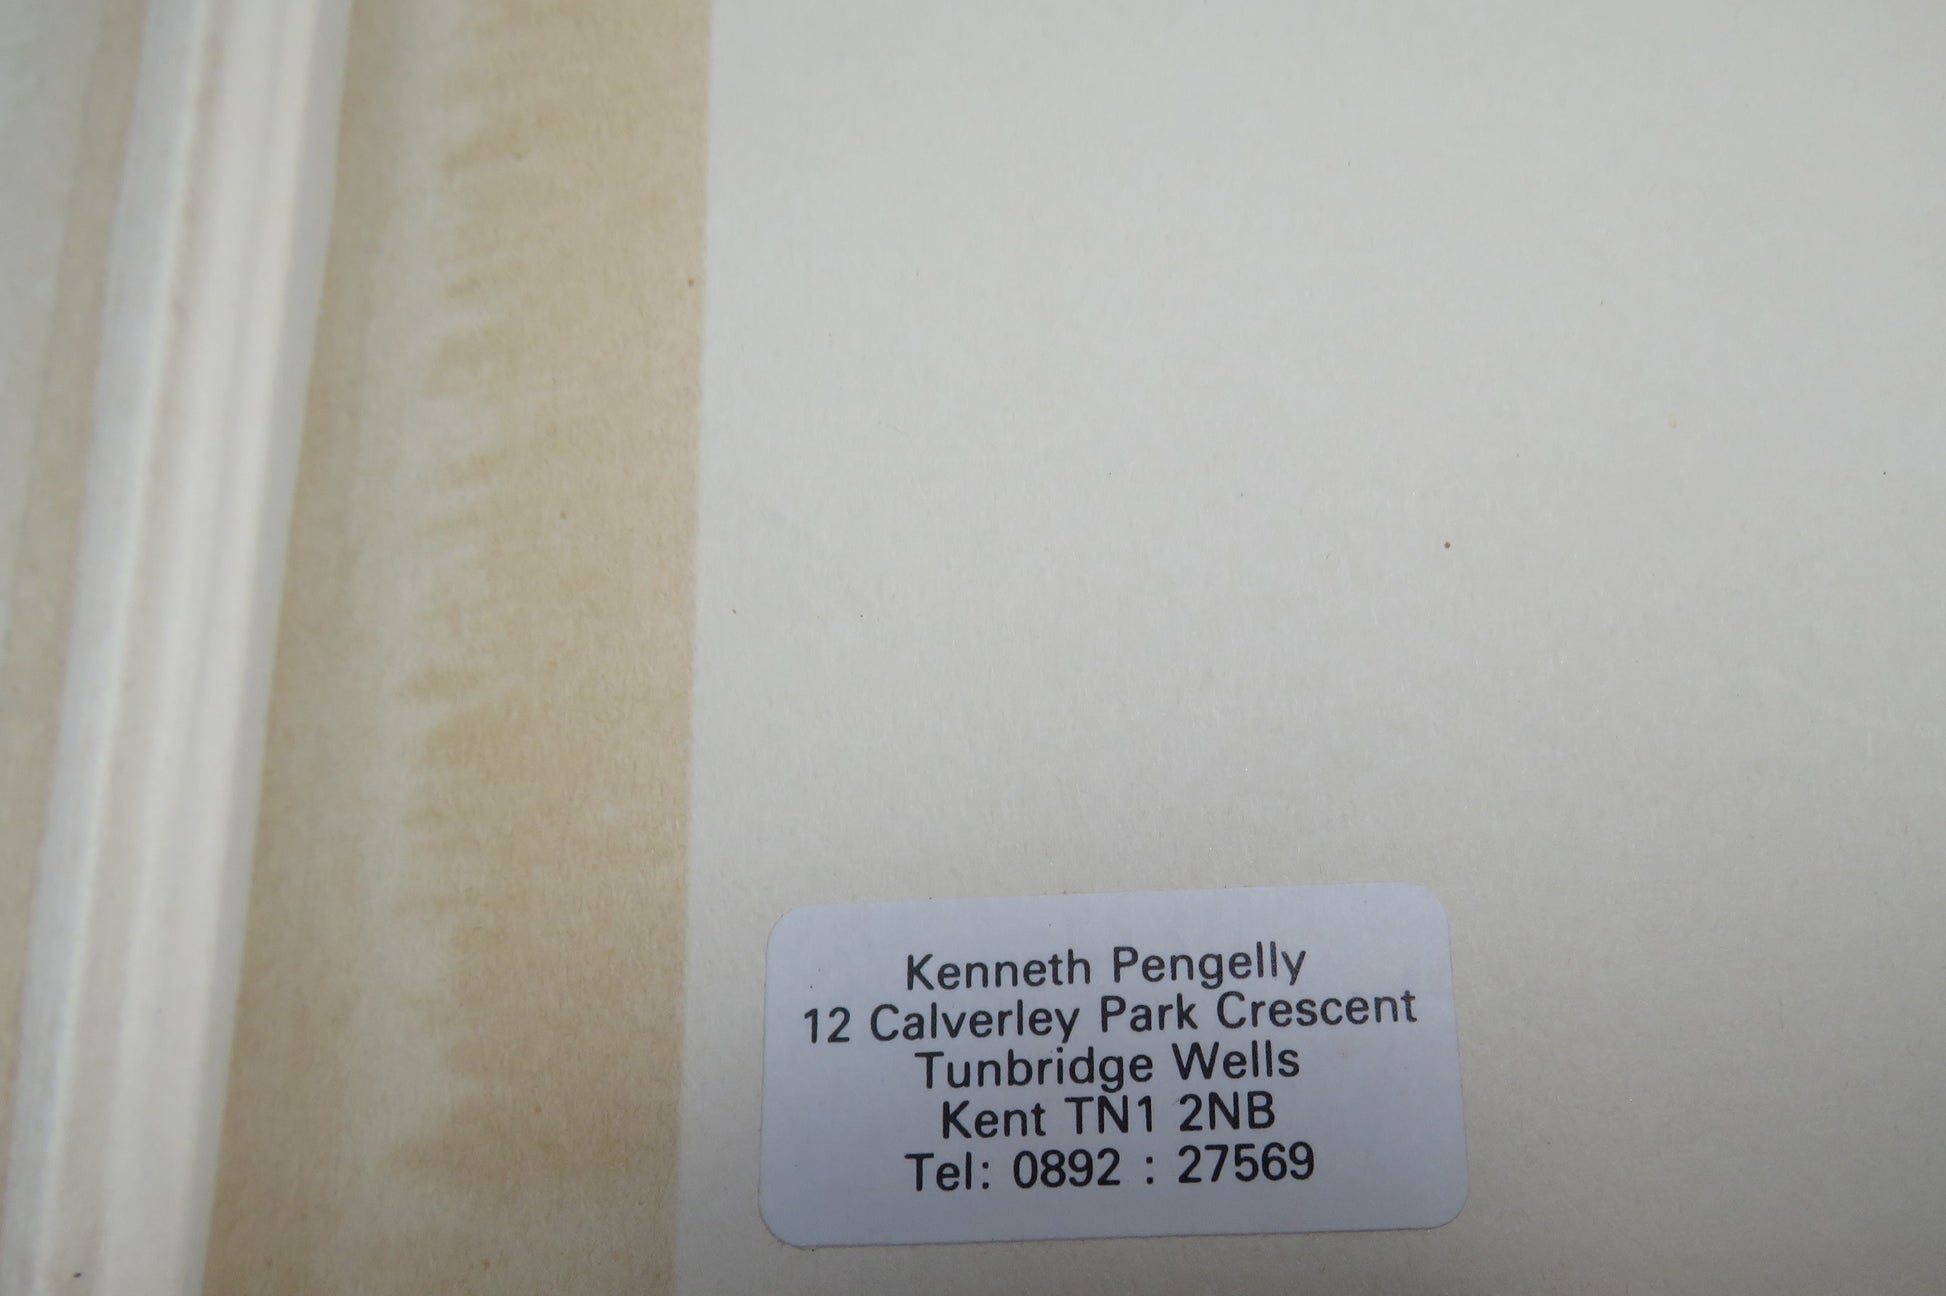 Kenneth Pengelly
12 Calverley Park Crescent
Tunbridge Wells
Kent TN1 2NB
Tel: 0892 : 27569